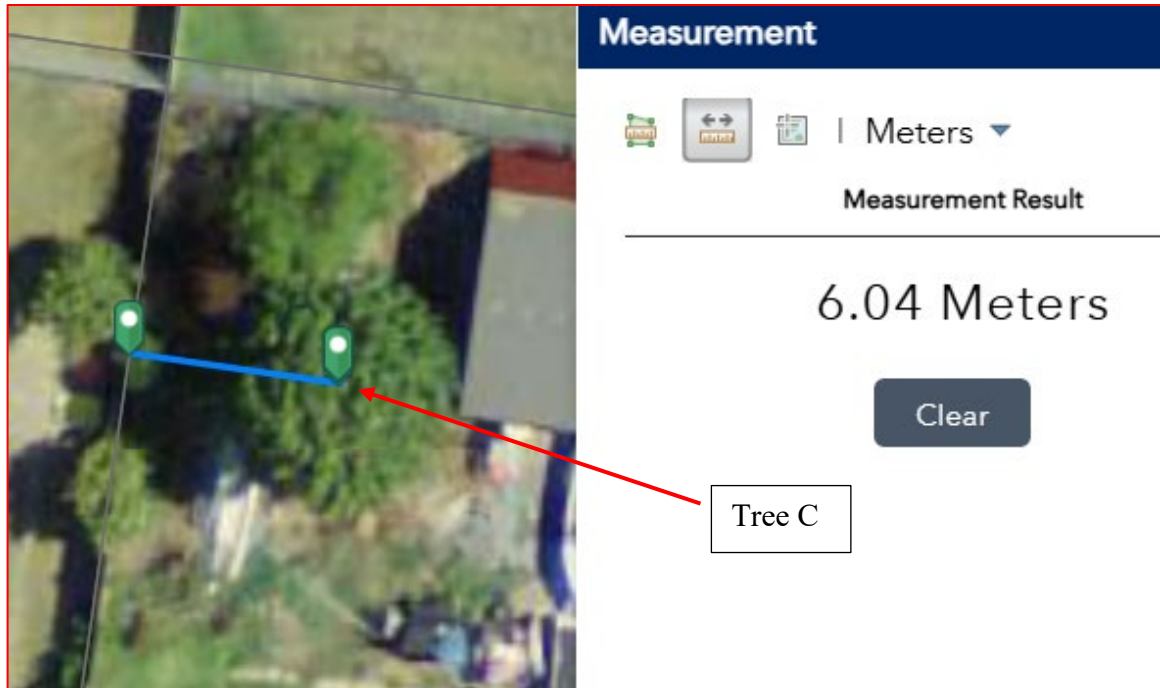 Measurement
| Meters
Measurement Result
6.04 Meters
Clear
Tree C